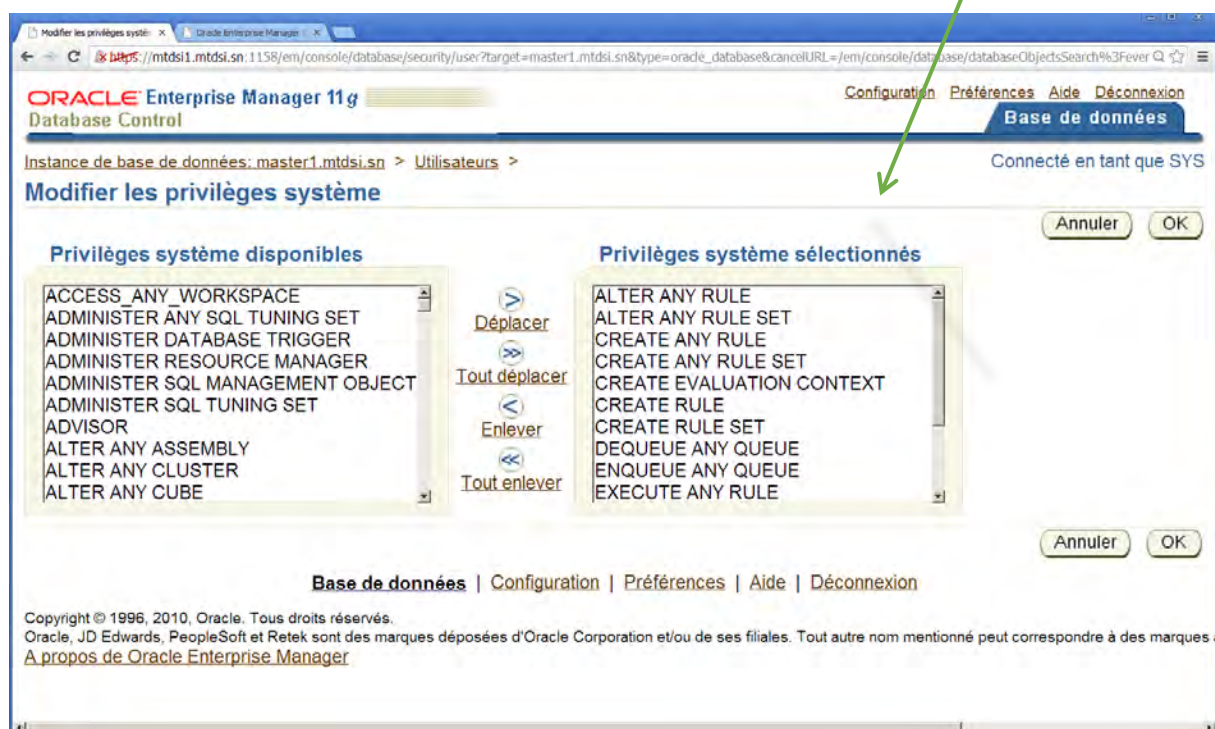 Modifier les privilèges systè
Oracle Enterprise Manager
https://mtdsi1.mtdsi.sn:1158/em/console/database/security/user?target=master1.mtdsi.sn&type=oracle_database&cancelURL=/em/console/database/databaseObjectsSearch%3Fever
ORACLE Enterprise Manager 11g
Database Control
Configuration Préférences Aide Déconnexion
Base de données
Instance de base de données: master1.mtdsi.sn > Utilisateurs >
Connecté en tant que SYS
Modifier les privilèges système
Annuler OK
Privilèges système disponibles
ACCESS_ANY_WORKSPACE
ADMINISTER ANY SQL TUNING SET
ADMINISTER DATABASE TRIGGER
ADMINISTER RESOURCE MANAGER
ADMINISTER SQL MANAGEMENT OBJECT
ADMINISTER SQL TUNING SET
ADVISOR
ALTER ANY ASSEMBLY
ALTER ANY CLUSTER
ALTER ANY CUBE
Déplacer
Tout déplacer
Enlever
Tout enlever
Privilèges système sélectionnés
ALTER ANY RULE
ALTER ANY RULE SET
CREATE ANY RULE
CREATE ANY RULE SET
CREATE EVALUATION CONTEXT
CREATE RULE
CREATE RULE SET
DEQUEUE ANY QUEUE
ENQUEUE ANY QUEUE
EXECUTE ANY RULE
Annuler OK
Base de données | Configuration | Préférences | Aide | Déconnexion
Copyright © 1996, 2010, Oracle. Tous droits réservés.
Oracle, JD Edwards, PeopleSoft et Retek sont des marques déposées d'Oracle Corporation et/ou de ses filiales. Tout autre nom mentionné peut correspondre à des marques
A propos de Oracle Enterprise Manager